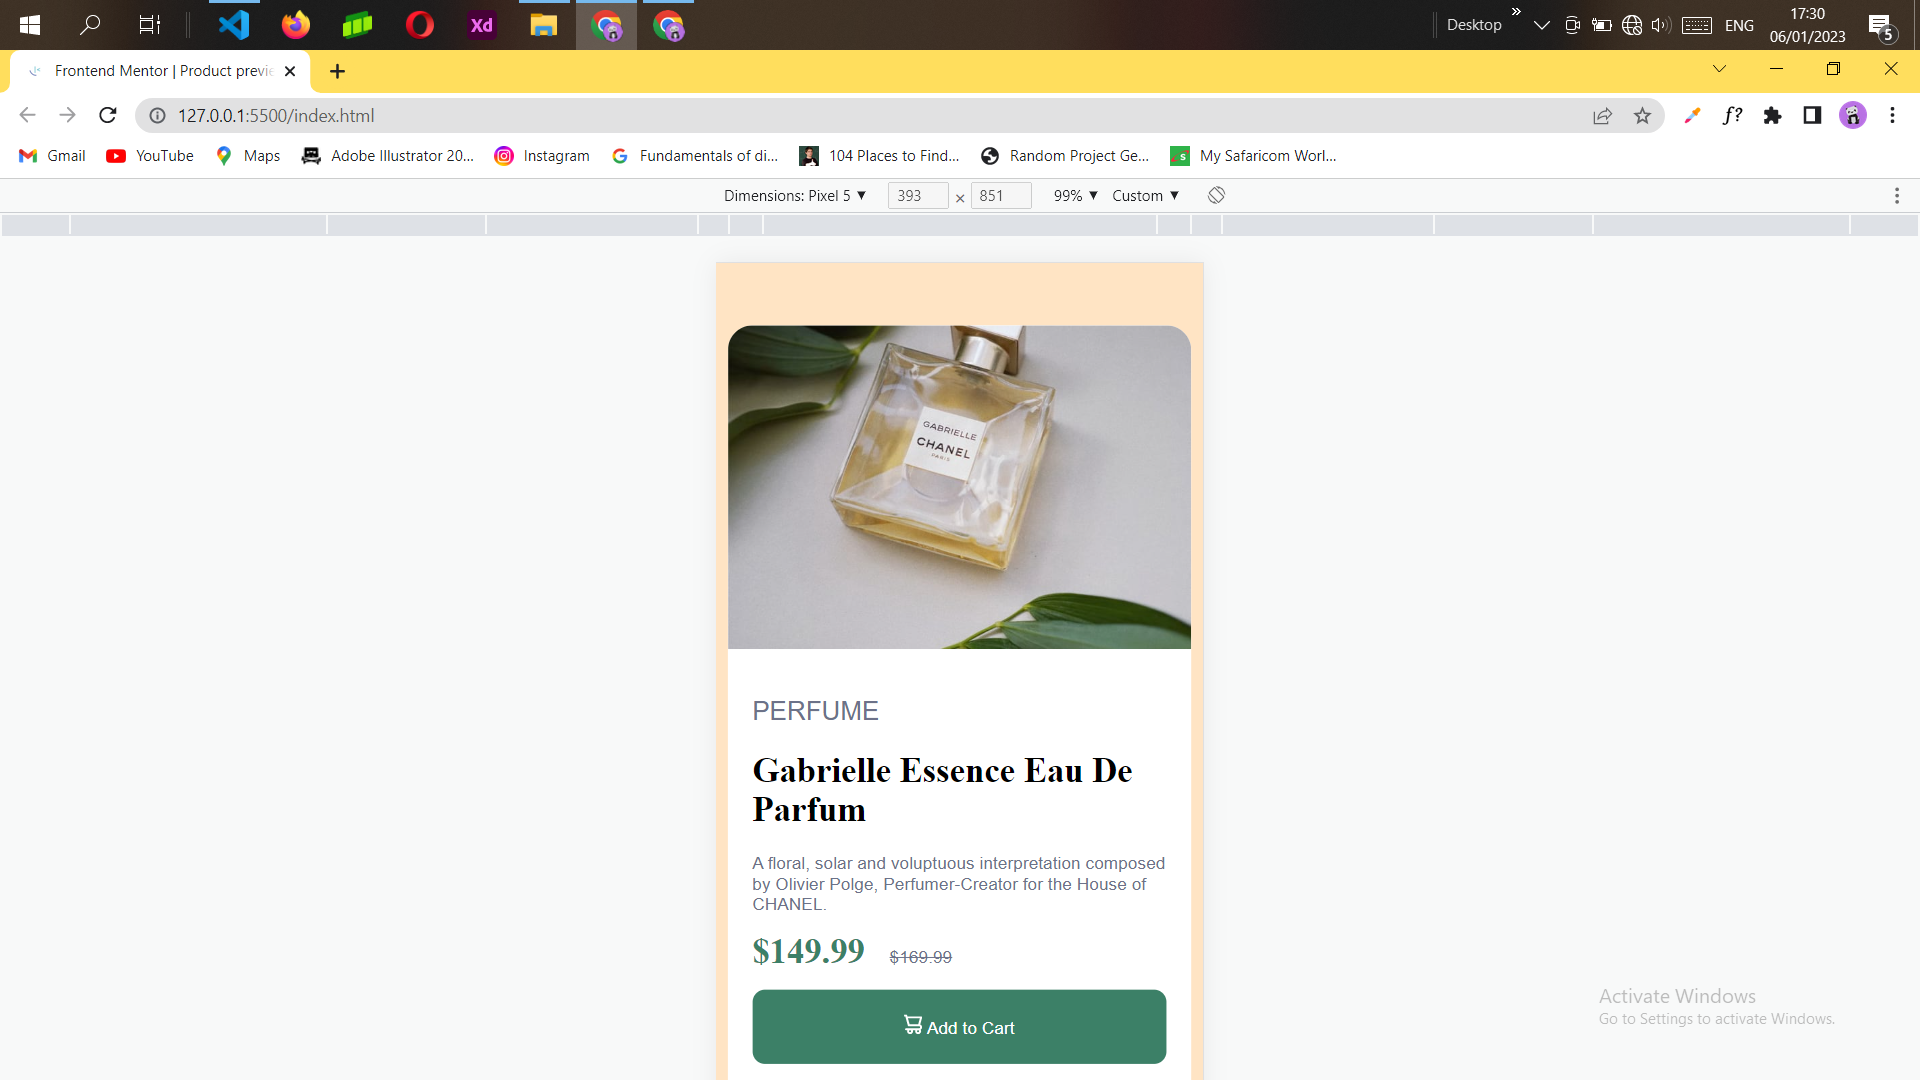 Xd
Desktop
»
ENG
17:30
06/01/2023
5
Frontend Mentor | Product previe
127.0.0.1:5500/index.html
f?
Gmail
YouTube
Maps
Adobe Illustrator 20...
Instagram
Fundamentals of di...
104 Places to Find...
Random Project Ge...
My Safaricom Worl...
Dimensions: Pixel 5 ▼
393
×
851
99% ▼
Custom ▼
GABRIELLE
CHANEL
PARIS
PERFUME
Gabrielle Essence Eau De
Parfum
A floral, solar and voluptuous interpretation composed
by Olivier Polge, Perfumer-Creator for the House of
CHANEL.
$149.99 $169.99
Add to Cart
Activate Windows
Go to Settings to activate Windows.